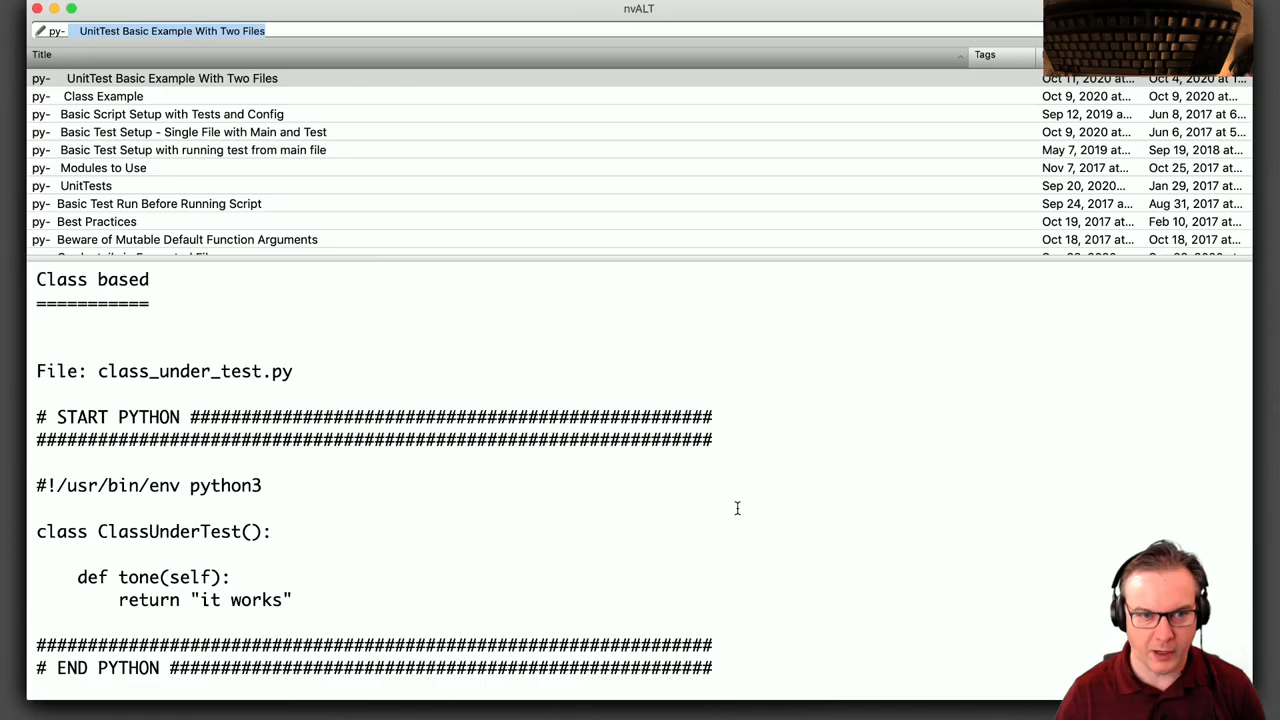 nvALT
py- UnitTest Basic Example With Two Files
Title Tags
py- UnitTest Basic Example With Two Files Oct 11, 2020 at... Oct 4, 2020 at 1...
py- Class Example Oct 9, 2020 at... Oct 9, 2020 at...
py- Basic Script Setup with Tests and Config Sep 12, 2019 a... Jun 8, 2017 at 6...
py- Basic Test Setup - Single File with Main and Test Oct 9, 2020 at... Jun 6, 2017 at 5...
py- Basic Test Setup with running test from main file May 7, 2019 at... Sep 19, 2018 at...
py- Modules to Use Nov 7, 2017 at... Oct 25, 2017 at...
py- UnitTests Sep 20, 2020... Jan 29, 2017 at...
py- Basic Test Run Before Running Script Sep 24, 2017 at... Aug 31, 2017 at...
py- Best Practices Oct 19, 2017 at... Feb 10, 2017 at...
py- Beware of Mutable Default Function Arguments Oct 18, 2017 at... Oct 18, 2017 at...
Class based
===========
File: class_under_test.py
# START PYTHON ###################################################
##################################################################
#!/usr/bin/env python3
class ClassUnderTest():
def tone(self):
return "it works"
##################################################################
# END PYTHON #####################################################